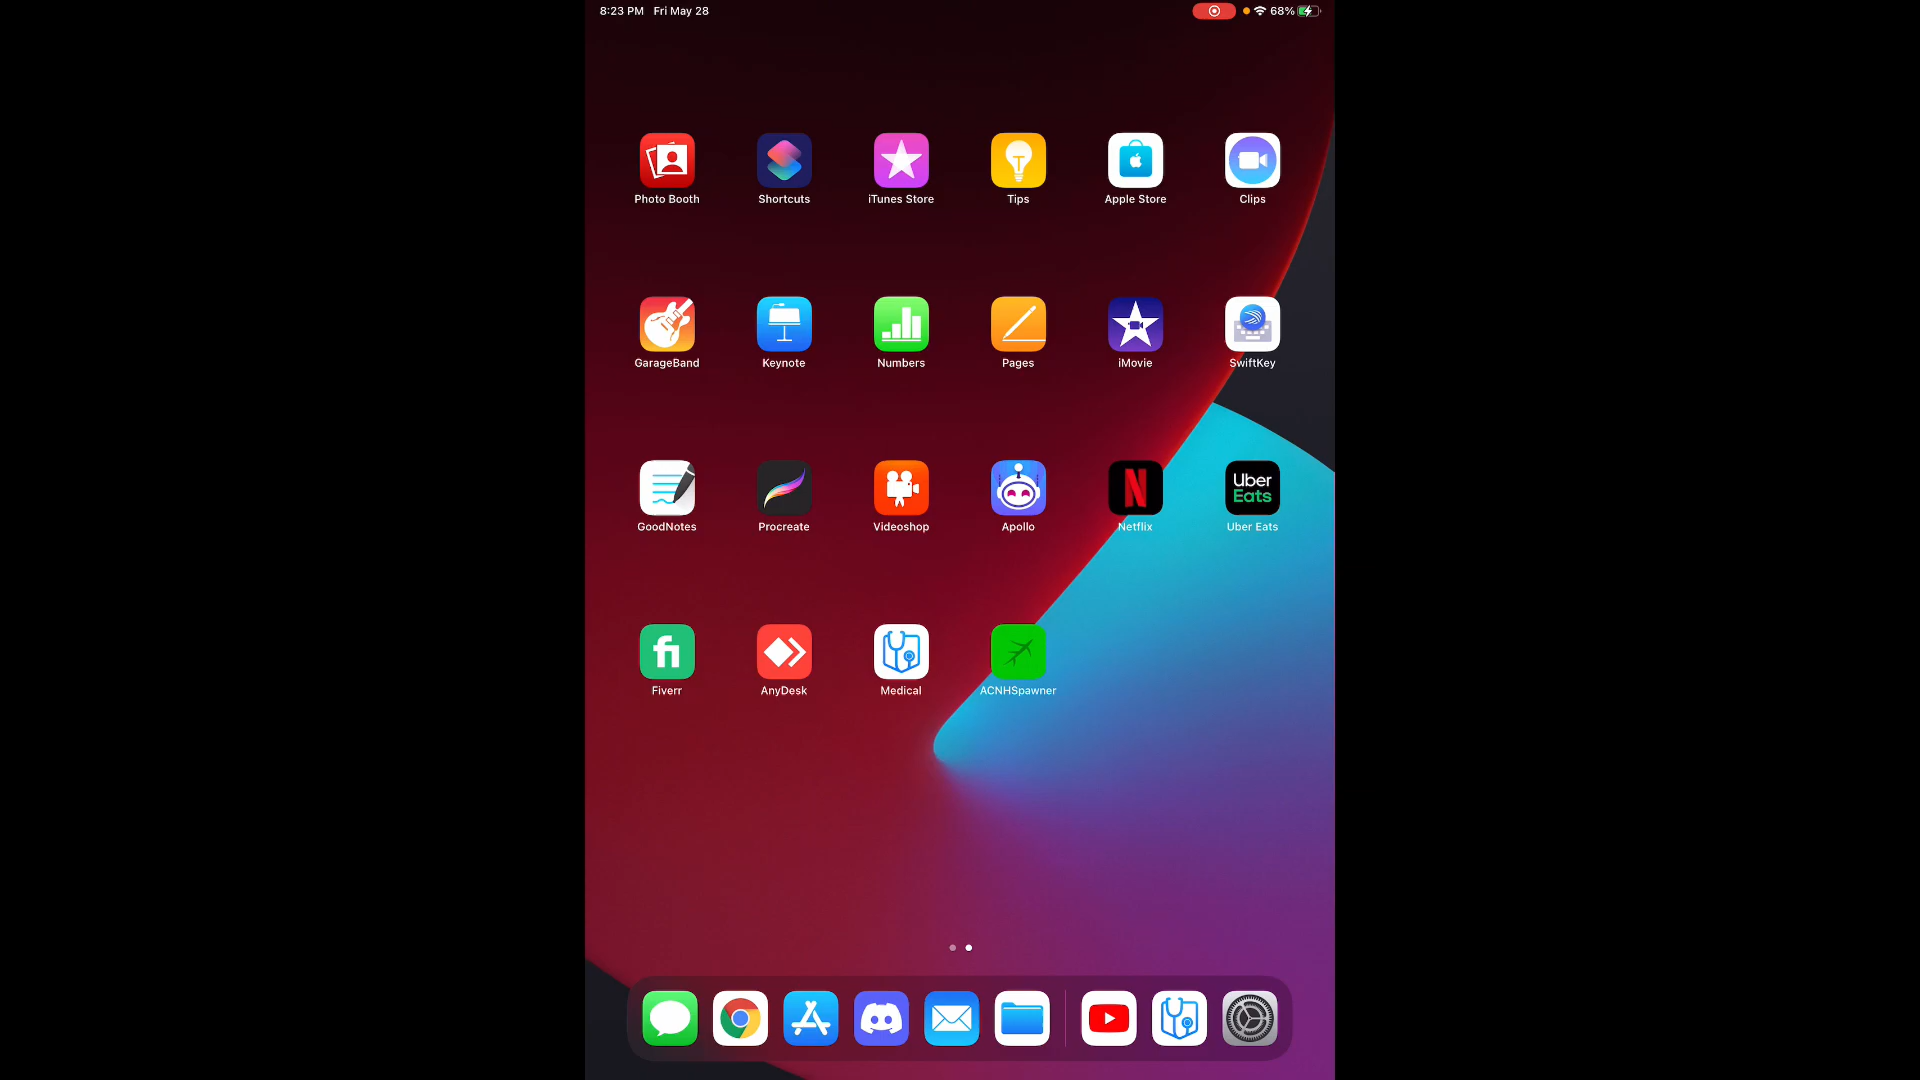 8:23 PM Fri May 28 68%
Photo Booth Shortcuts iTunes Store Tips Apple Store Clips
GarageBand Keynote Numbers Pages iMovie SwiftKey
N Uber Eats
GoodNotes Procreate Videoshop Apollo Netflix Uber Eats
fi
Fiverr AnyDesk Medical ACNHSpawner